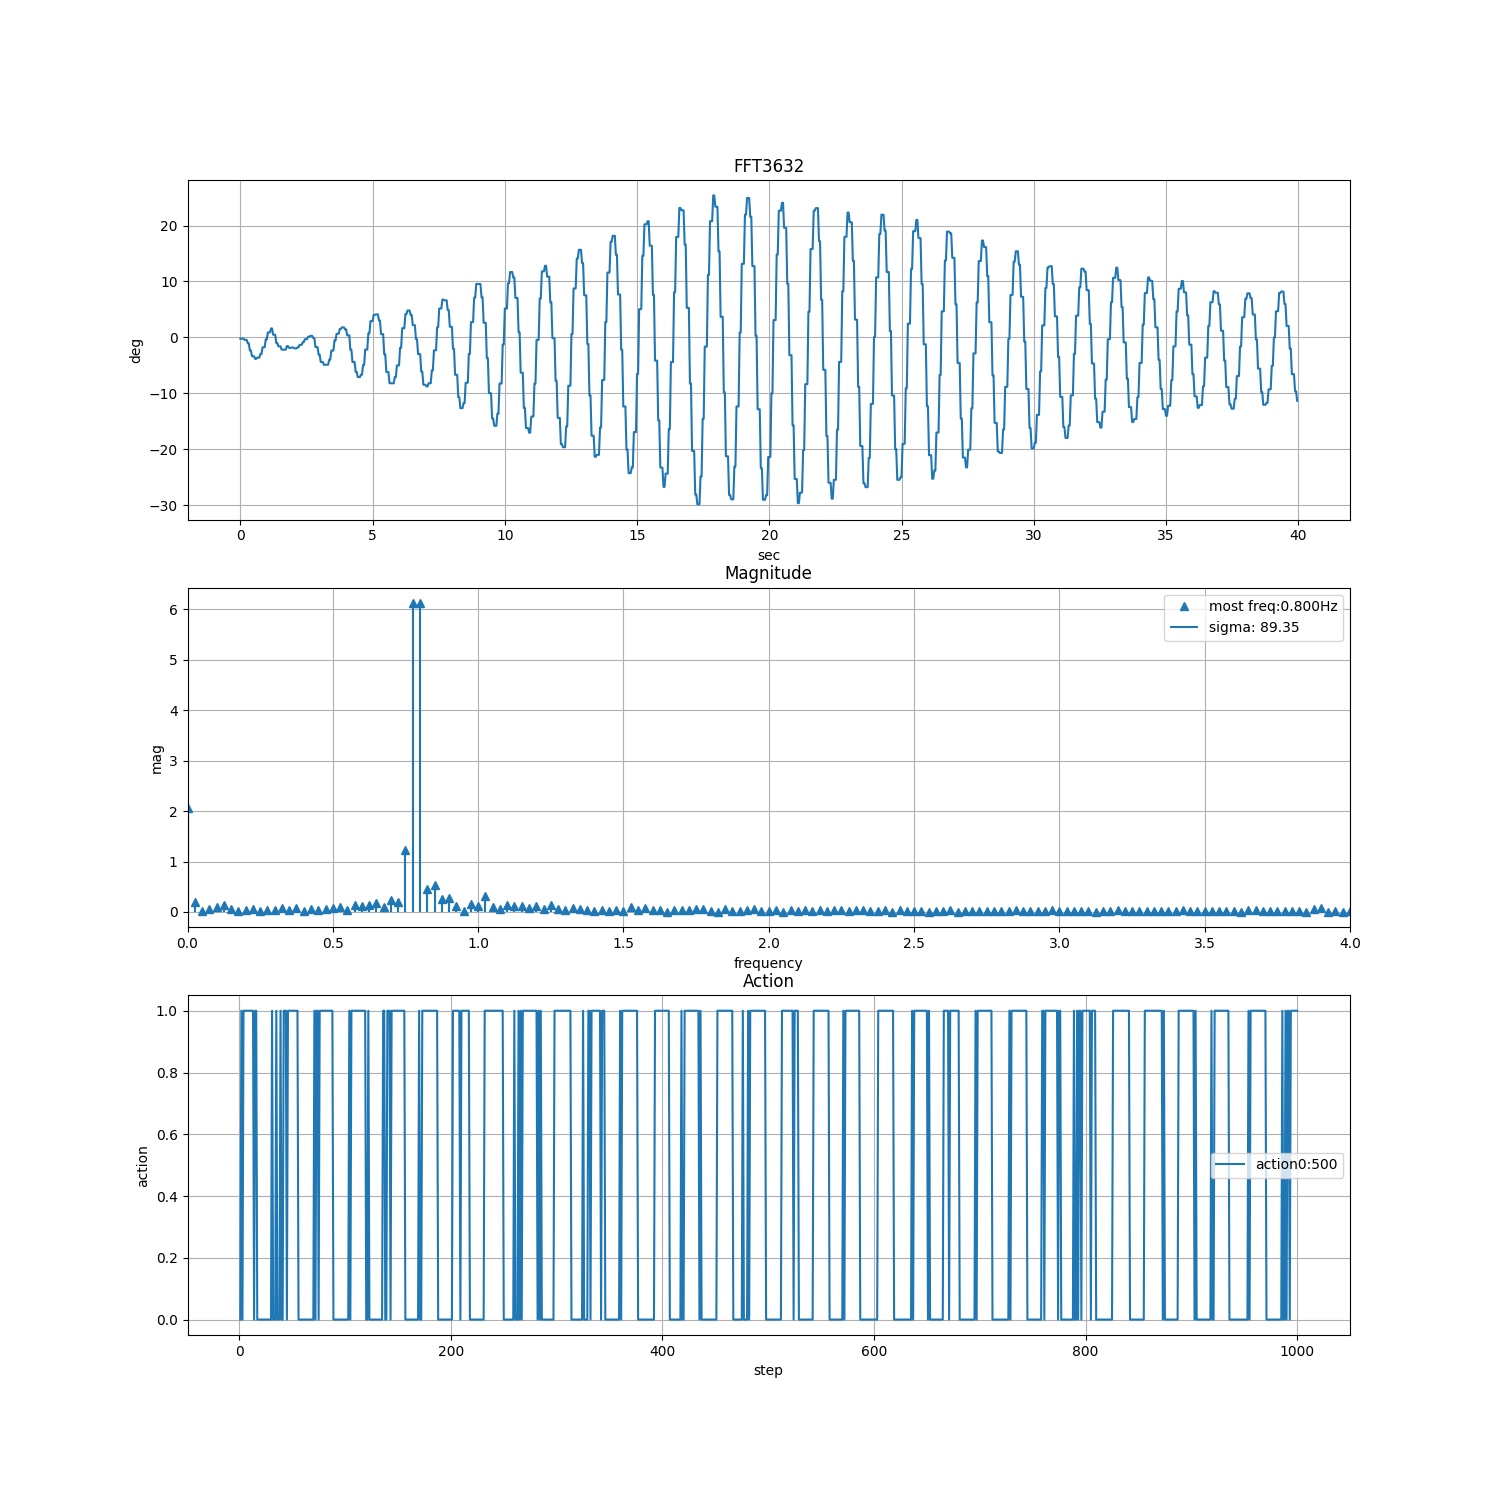 FFT3632
20
10
0
−10
−20
−30
deg
0 5 10 15 20 25 30 35 40
sec
Magnitude
6
5
4
3
2
1
0
mag
most freq:0.800Hz
sigma: 89.35
0.0 0.5 1.0 1.5 2.0 2.5 3.0 3.5 4.0
frequency
Action
1.0
0.8
0.6
0.4
0.2
0.0
action
action0:500
0 200 400 600 800 1000
step